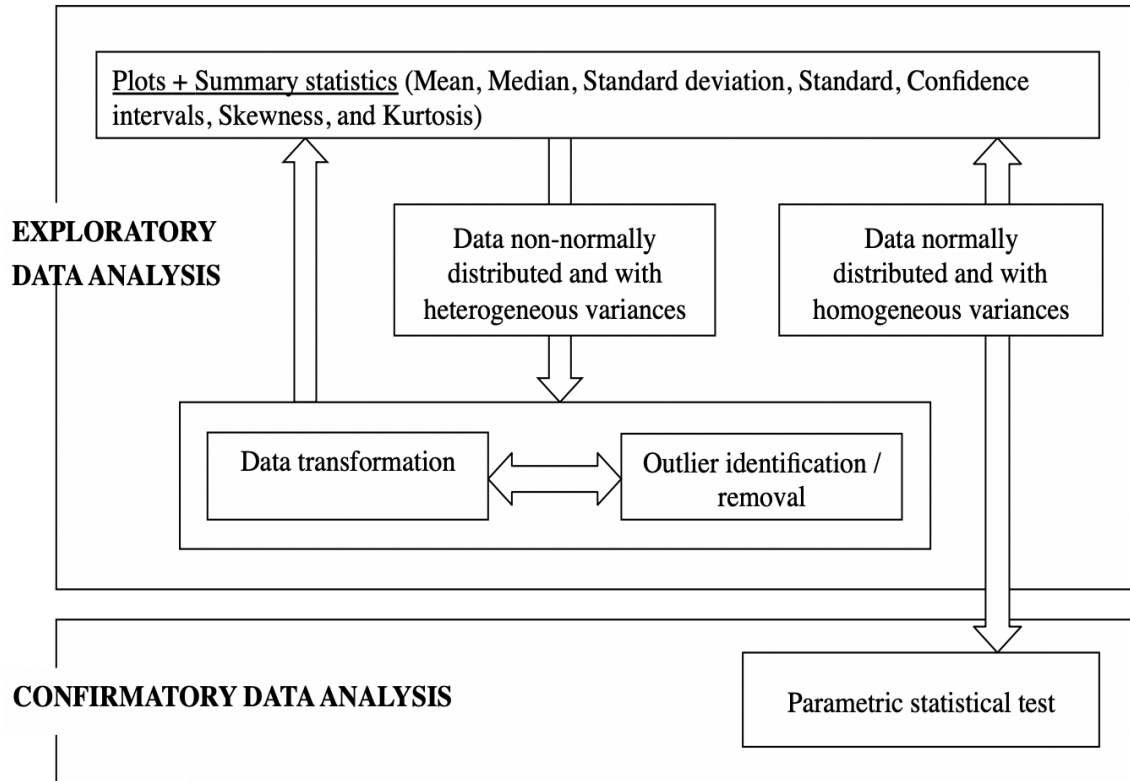 Plots + Summary statistics (Mean, Median, Standard deviation, Standard, Confidence
intervals, Skewness, and Kurtosis)
EXPLORATORY
DATA ANALYSIS
Data non-normally
distributed and with
heterogeneous variances
Data normally
distributed and with
homogeneous variances
Data transformation
Outlier identification /
removal
CONFIRMATORY DATA ANALYSIS
Parametric statistical test